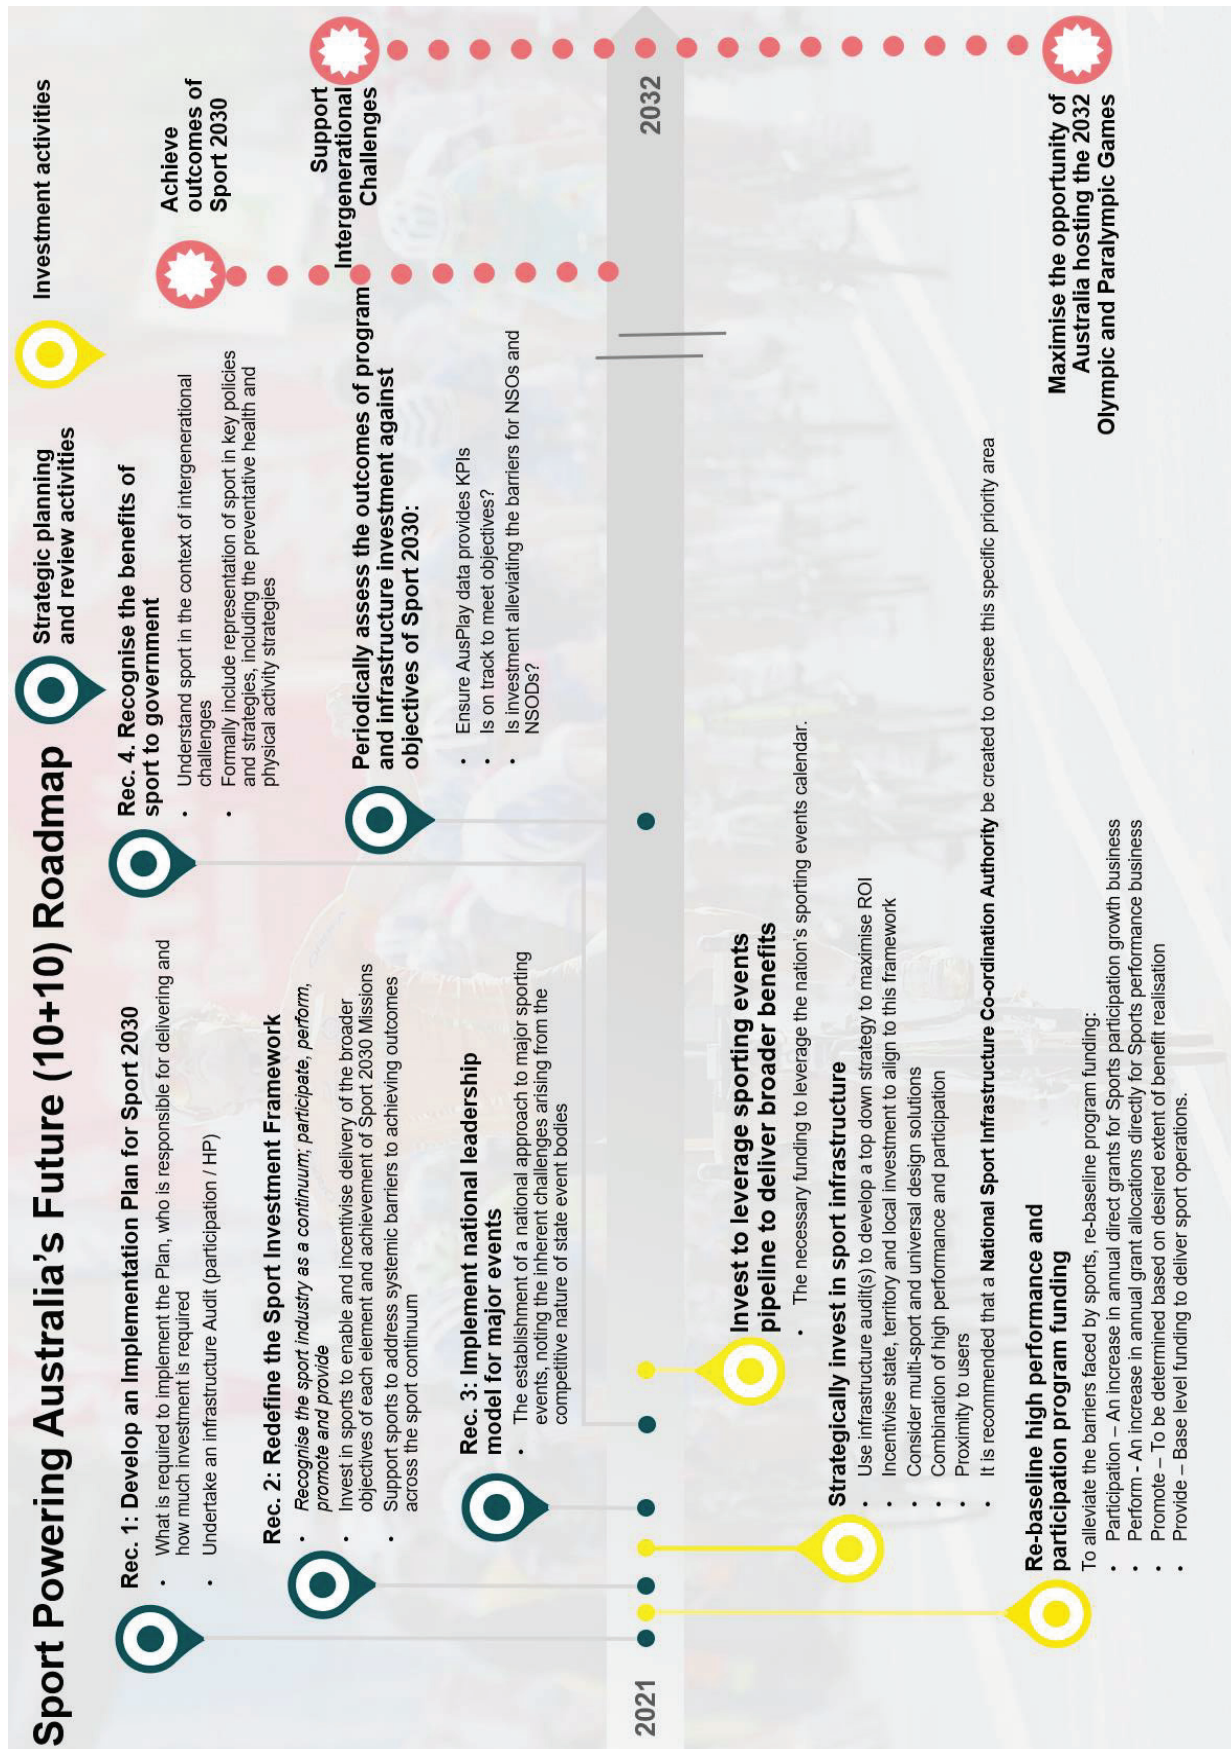 Sport Powering Australia’s Future (10+10) Roadmap
Strategic planning
and review activities
Investment activities
Rec. 1: Develop an Implementation Plan for Sport 2030
• What is required to implement the Plan, who is responsible for delivering and
how much investment is required
• Undertake an infrastructure Audit (participation / HP)
Rec. 2: Redefine the Sport Investment Framework
• Recognise the sport industry as a continuum; participate, perform,
promote and provide
• Invest in sports to enable and incentivise delivery of the broader
objectives of each element and achievement of Sport 2030 Missions
• Support sports to address systemic barriers to achieving outcomes
across the sport continuum
Rec. 3: Implement national leadership
model for major events
• The establishment of a national approach to major sporting
events, noting the inherent challenges arising from the
competitive nature of state event bodies
Rec. 4. Recognise the benefits of
sport to government
• Understand sport in the context of intergenerational
challenges
• Formally include representation of sport in key policies
and strategies, including the preventative health and
physical activity strategies
Periodically assess the outcomes of program
and infrastructure investment against
objectives of Sport 2030:
• Ensure AusPlay data provides KPIs
• Is on track to meet objectives?
• Is investment alleviating the barriers for NSOs and
NSODs?
Achieve
outcomes of
Sport 2030
Support
Intergenerational
Challenges
2021
2032
Invest to leverage sporting events
pipeline to deliver broader benefits
• The necessary funding to leverage the nation’s sporting events calendar.
Strategically invest in sport infrastructure
• Use infrastructure audit(s) to develop a top down strategy to maximise ROI
• Incentivise state, territory and local investment to align to this framework
• Consider multi-sport and universal design solutions
• Combination of high performance and participation
• Proximity to users
• It is recommended that a National Sport Infrastructure Co-ordination Authority be created to oversee this specific priority area
Re-baseline high performance and
participation program funding
To alleviate the barriers faced by sports, re-baseline program funding:
• Participation – An increase in annual direct grants for Sports participation growth business
• Perform - An increase in annual grant allocations directly for Sports performance business
• Promote – To be determined based on desired extent of benefit realisation
• Provide – Base level funding to deliver sport operations.
Maximise the opportunity of
Australia hosting the 2032
Olympic and Paralympic Games